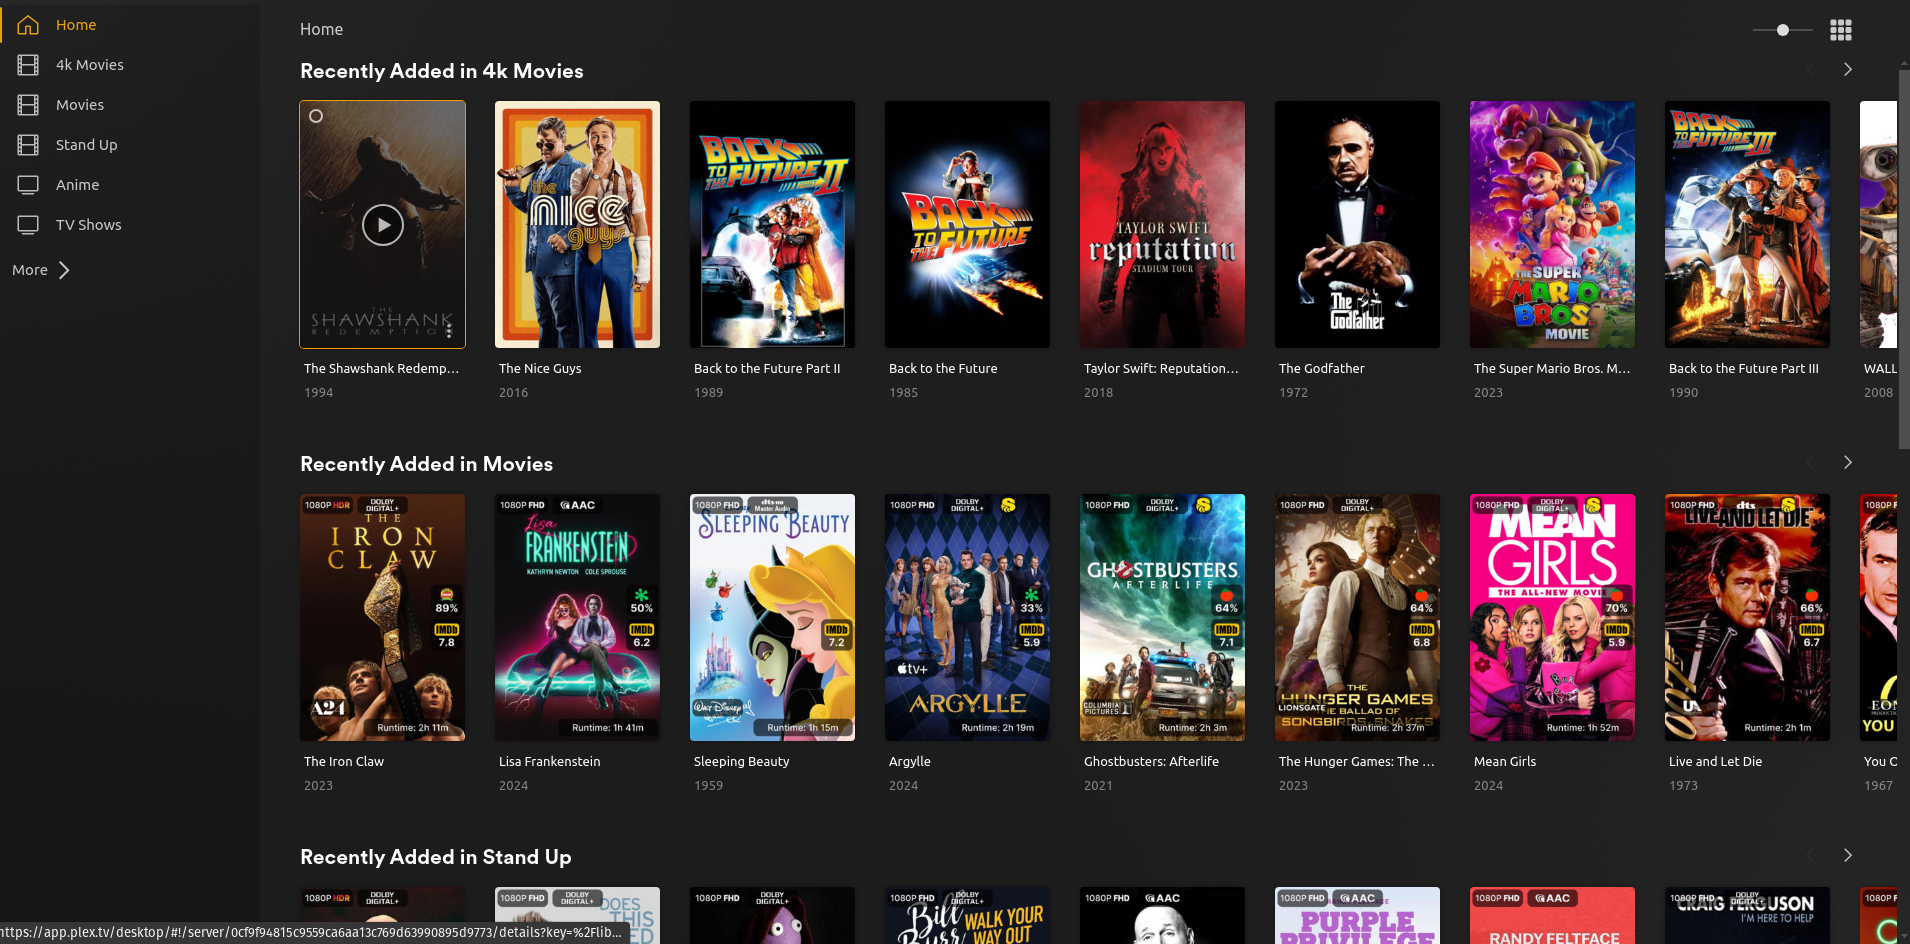 Home
4k Movies
Movies
Stand Up
Anime
TV Shows
More
Home
Recently Added in 4k Movies
THE
SHAWSHANK
REDEMPTION
the
nice
guys
BACK
TO THE
FUTURE II
BACK
TO
THE FUTURE
TAYLOR SWIFT
reputation
STADIUM TOUR
The
Godfather
THE SUPER
MARIO
BROS
MOVIE
BACK
TO THE
FUTURE III
The Shawshank Redemp...
1994
The Nice Guys
2016
Back to the Future Part II
1989
Back to the Future
1985
Taylor Swift: Reputation...
2018
The Godfather
1972
The Super Mario Bros. M...
2023
Back to the Future Part III
1990
WALL
2008
Recently Added in Movies
1080P HDR
DOLBY
DIGITAL+
THE
IRON
CLAW
89%
IMDb
7.8
A24
Runtime: 2h 11m
1080P FHD
AAC
Lisa
FRANKENSTEIN
KATHRYN NEWTON COLE SPROUSE
50%
IMDb
6.2
Runtime: 1h 41m
1080P FHD
dts-HD
Master Audio
SLEEPING BEAUTY
IMDb
7.2
Walt Disney
Runtime: 1h 15m
1080P FHD
DOLBY
DIGITAL+
33%
IMDb
5.9
tv+
ARGYLLE
Runtime: 2h 19m
1080P FHD
DOLBY
DIGITAL+
GHOSTBUSTERS
AFTERLIFE
64%
IMDb
7.1
COLUMBIA
PICTURES
Runtime: 2h 3m
1080P FHD
DOLBY
DIGITAL+
64%
IMDb
6.8
THE
HUNGER GAMES
LIONSGATE
THE BALLAD OF
SONGBIRDS SNAKES
Runtime: 2h 37m
1080P FHD
DOLBY
DIGITAL+
MEAN
GIRLS
THE ALL-NEW MOVIE
70%
IMDb
5.9
Runtime: 1h 52m
1080P FHD
dts
LIVE AND LET DIE
66%
IMDb
6.7
007
UA
Runtime: 2h 1m
1080P
EON
YOU
The Iron Claw
2023
Lisa Frankenstein
2024
Sleeping Beauty
1959
Argylle
2024
Ghostbusters: Afterlife
2021
The Hunger Games: The ...
2023
Mean Girls
2024
Live and Let Die
1973
You O
1967
Recently Added in Stand Up
1080P HDR
DOLBY
DIGITAL+
1080P FHD
DOLBY
DIGITAL+
DOES
THIS
1080P FHD
DOLBY
DIGITAL+
1080P FHD
DOLBY
DIGITAL+
Bill
Burr
WALK YOUR
WAY OUT
1080P FHD
AAC
1080P FHD
AAC
PURPLE
PRIVILEGE
1080P FHD
AAC
RANDY FELTFACE
1080P FHD
DOLBY
DIGITAL+
CRAIG FERGUSON
I'M HERE TO HELP
1080P
https://app.plex.tv/desktop/#!/server/0cf9f94815c9559ca6aa13c769d63990895d9773/details?key=%2Flib...